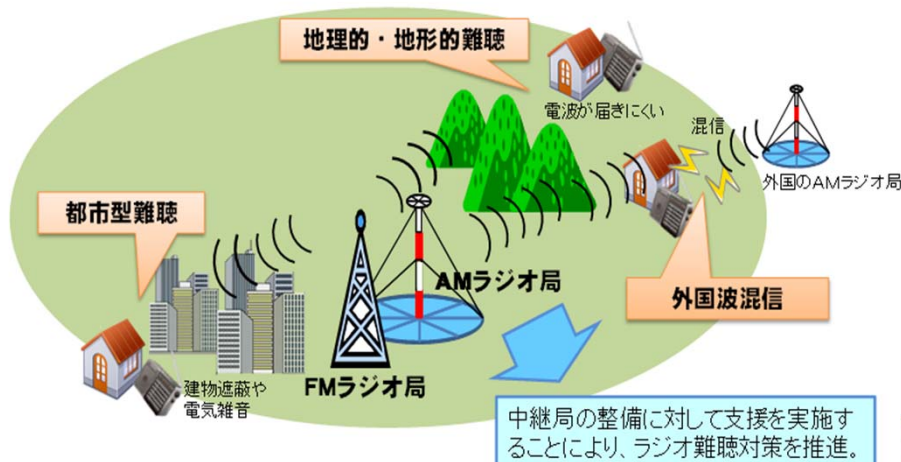 地理的・地形的難聴
電波が届きにくい
混信
外国のAMラジオ局
都市型難聴
AMラジオ局
外国波混信
FMラジオ局
建物遮蔽や
電気雑音
中継局の整備に対して支援を実施す
ることにより、ラジオ難聴対策を推進。